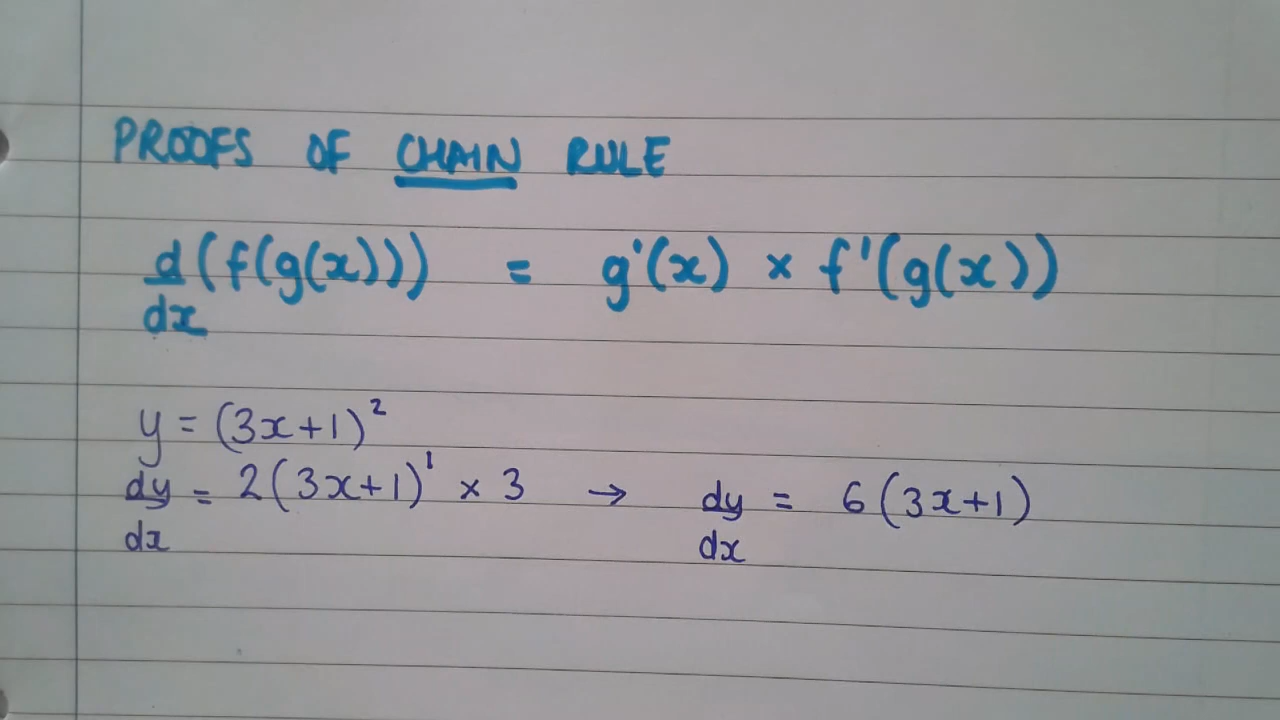 PROOFS OF CHAIN RULE
d/dx (f(g(x))) = g'(x) × f'(g(x))
y = (3x+1)²
dy/dx = 2(3x+1)¹ × 3 → dy/dx = 6(3x+1)